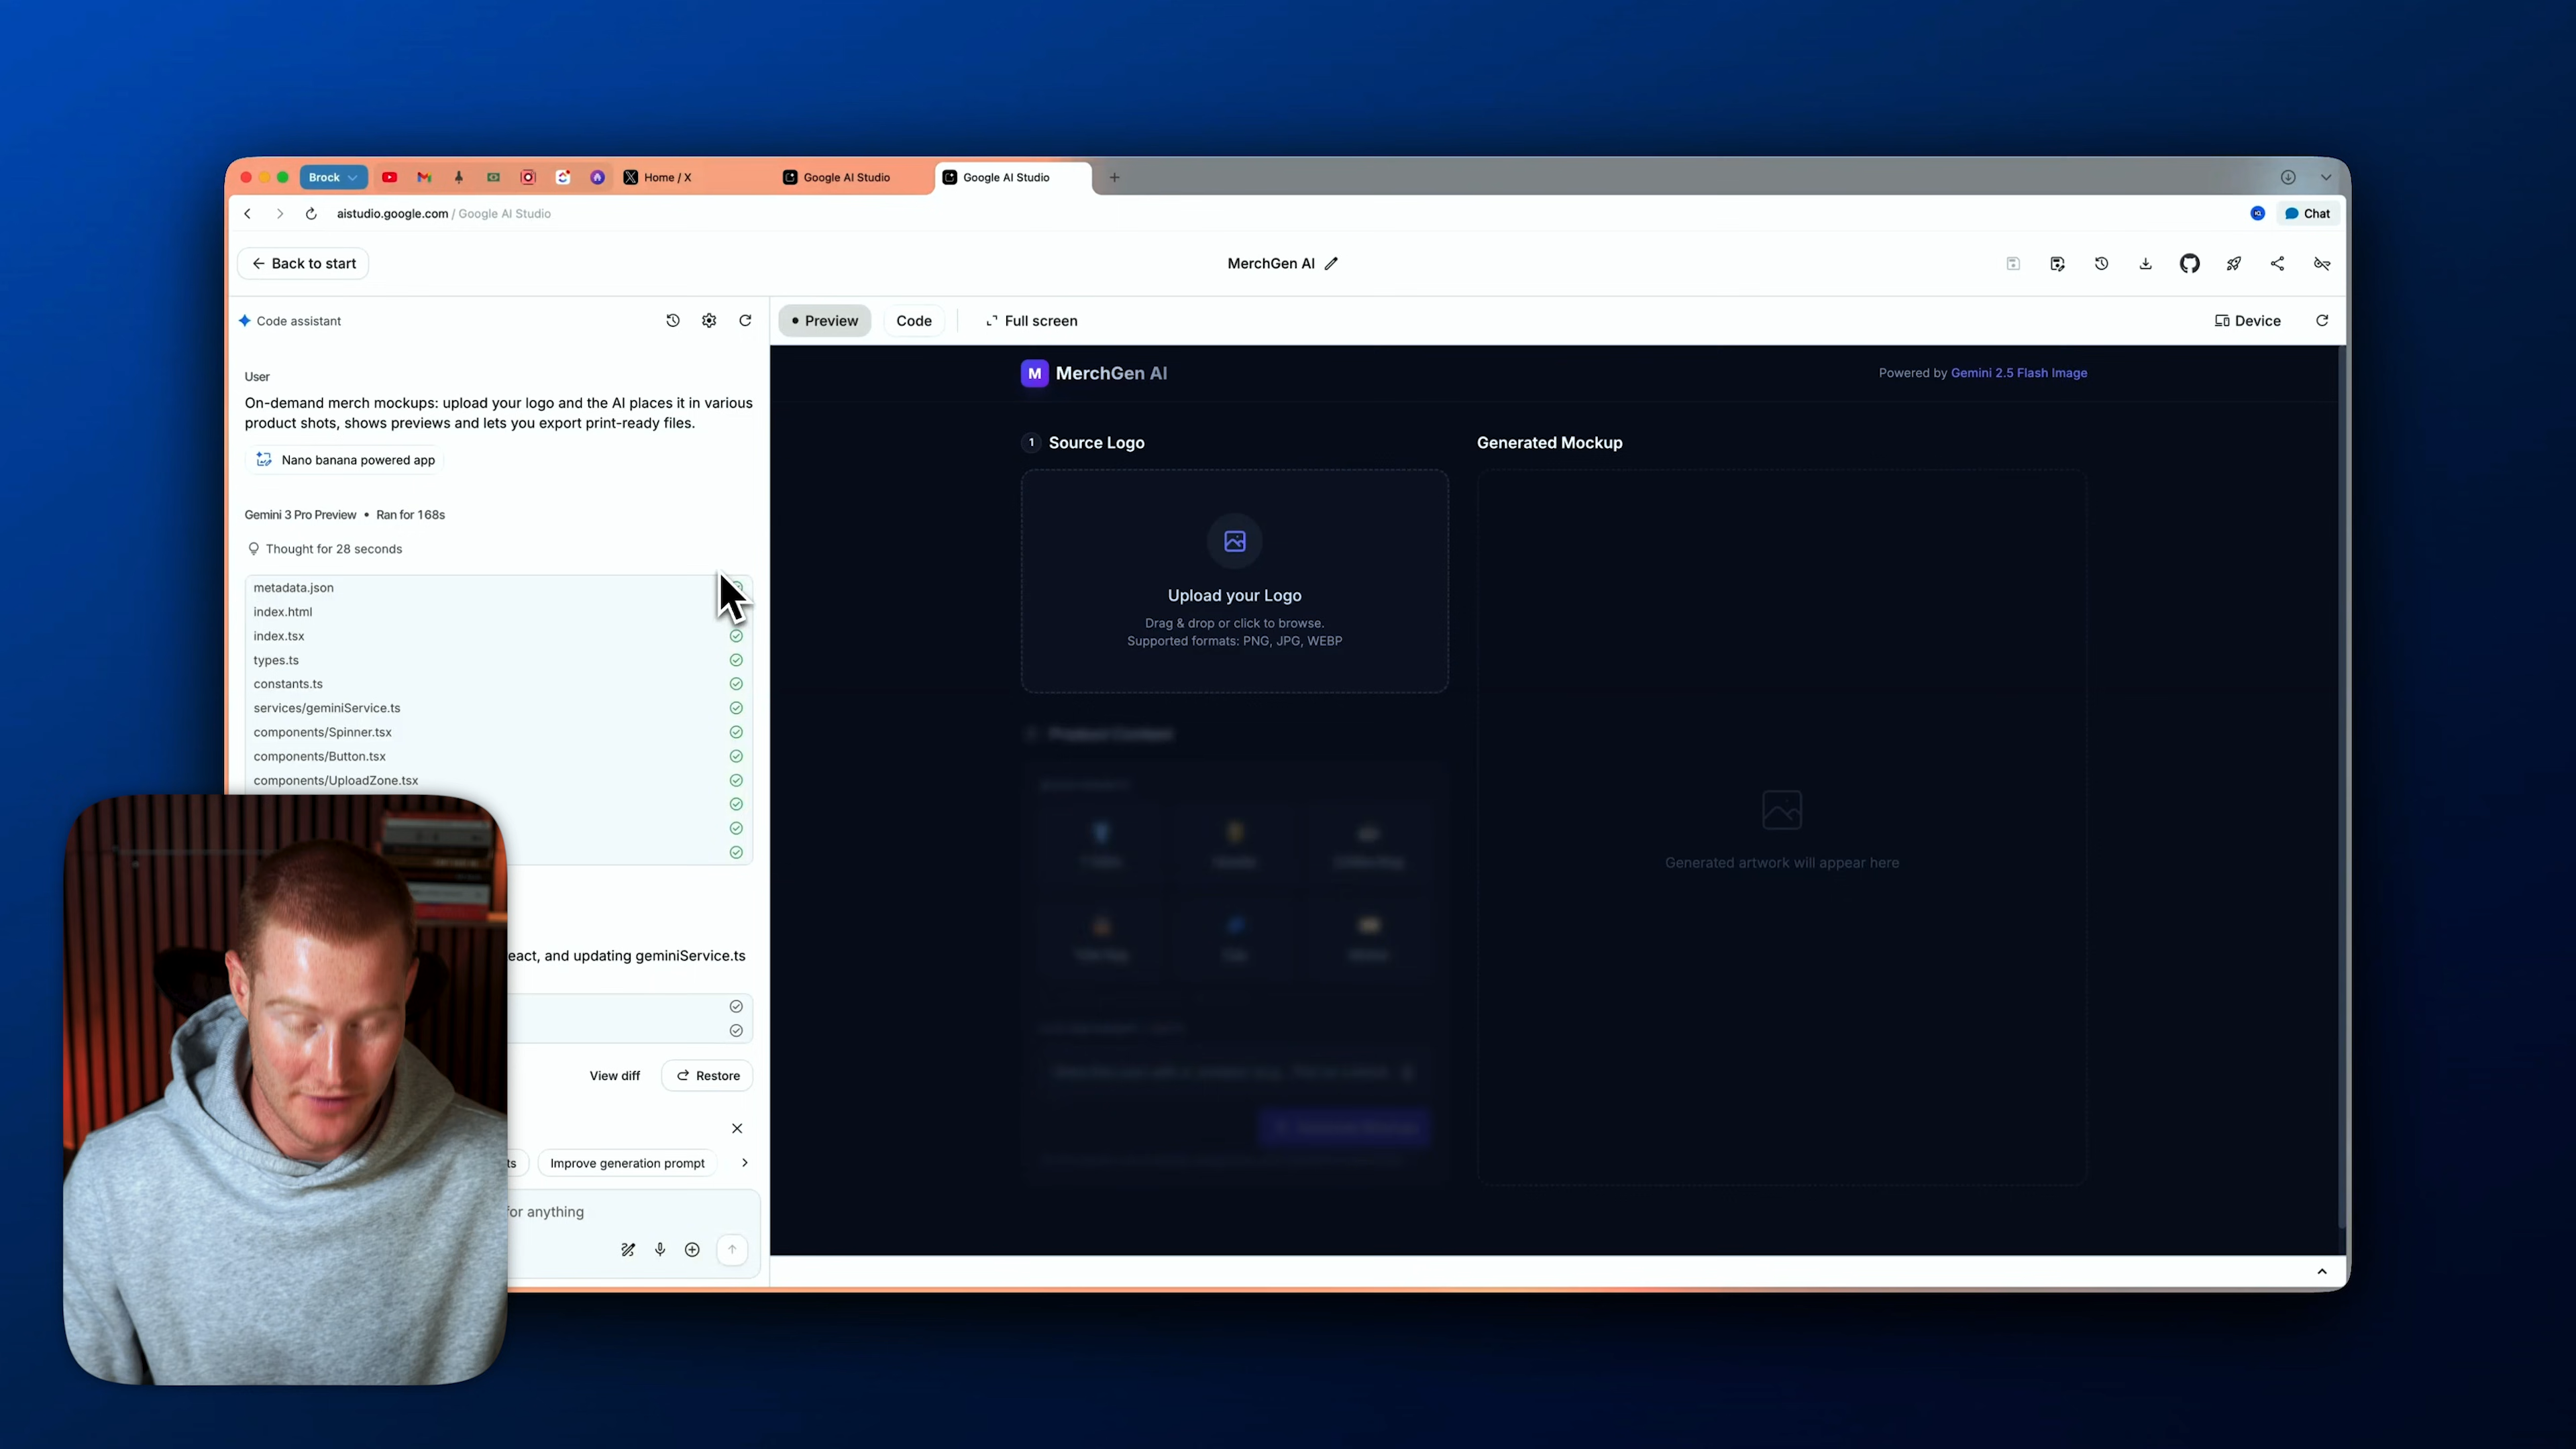 Brock
Home / X
Google AI Studio
Google AI Studio
aistudio.google.com / Google AI Studio
Chat
Back to start
MerchGen AI
Code assistant
Preview
Code
Full screen
Device
User
On-demand merch mockups: upload your logo and the AI places it in various
product shots, shows previews and lets you export print-ready files.
Nano banana powered app
Gemini 3 Pro Preview • Ran for 168s
Thought for 28 seconds
metadata.json
index.html
index.tsx
types.ts
constants.ts
services/geminiService.ts
components/Spinner.tsx
components/Button.tsx
components/UploadZone.tsx
eact, and updating geminiService.ts
View diff
Restore
ts
Improve generation prompt
for anything
M MerchGen AI
Powered by Gemini 2.5 Flash Image
1 Source Logo
Upload your Logo
Drag & drop or click to browse.
Supported formats: PNG, JPG, WEBP
Product Context
Generated Mockup
Generated artwork will appear here